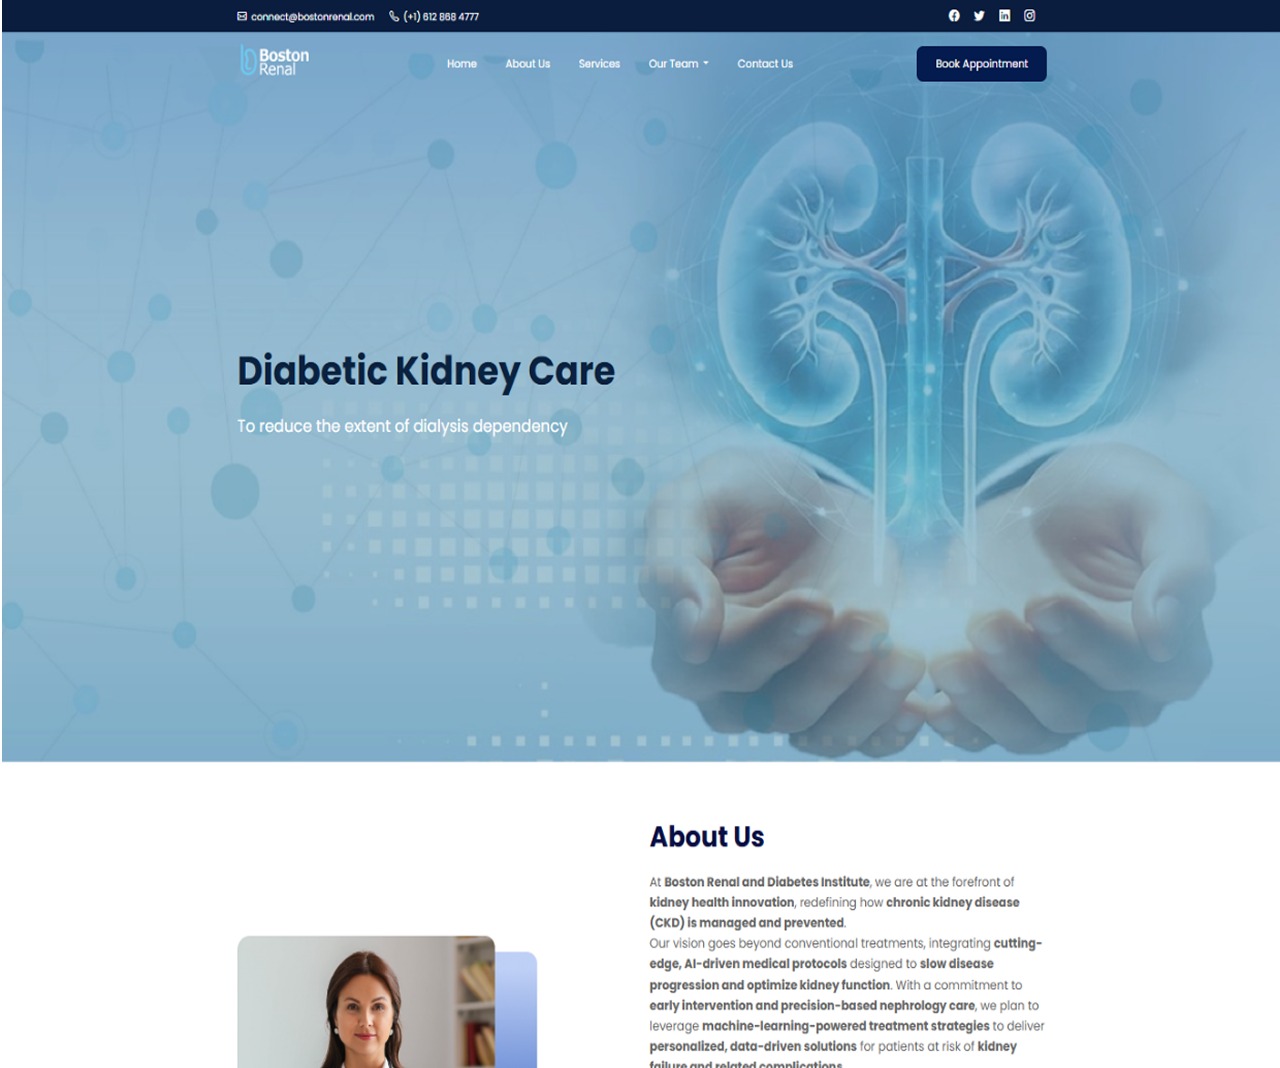 connect@bostonrenal.com (+1) 612 868 4777
Boston
Renal
Home About Us Services Our Team Contact Us Book Appointment
Diabetic Kidney Care
To reduce the extent of dialysis dependency
About Us
At Boston Renal and Diabetes Institute, we are at the forefront of
kidney health innovation, redefining how chronic kidney disease
(CKD) is managed and prevented.
Our vision goes beyond conventional treatments, integrating cutting-
edge, AI-driven medical protocols designed to slow disease
progression and optimize kidney function. With a commitment to
early intervention and precision-based nephrology care, we plan to
leverage machine-learning-powered treatment strategies to deliver
personalized, data-driven solutions for patients at risk of kidney
failure and related complications.